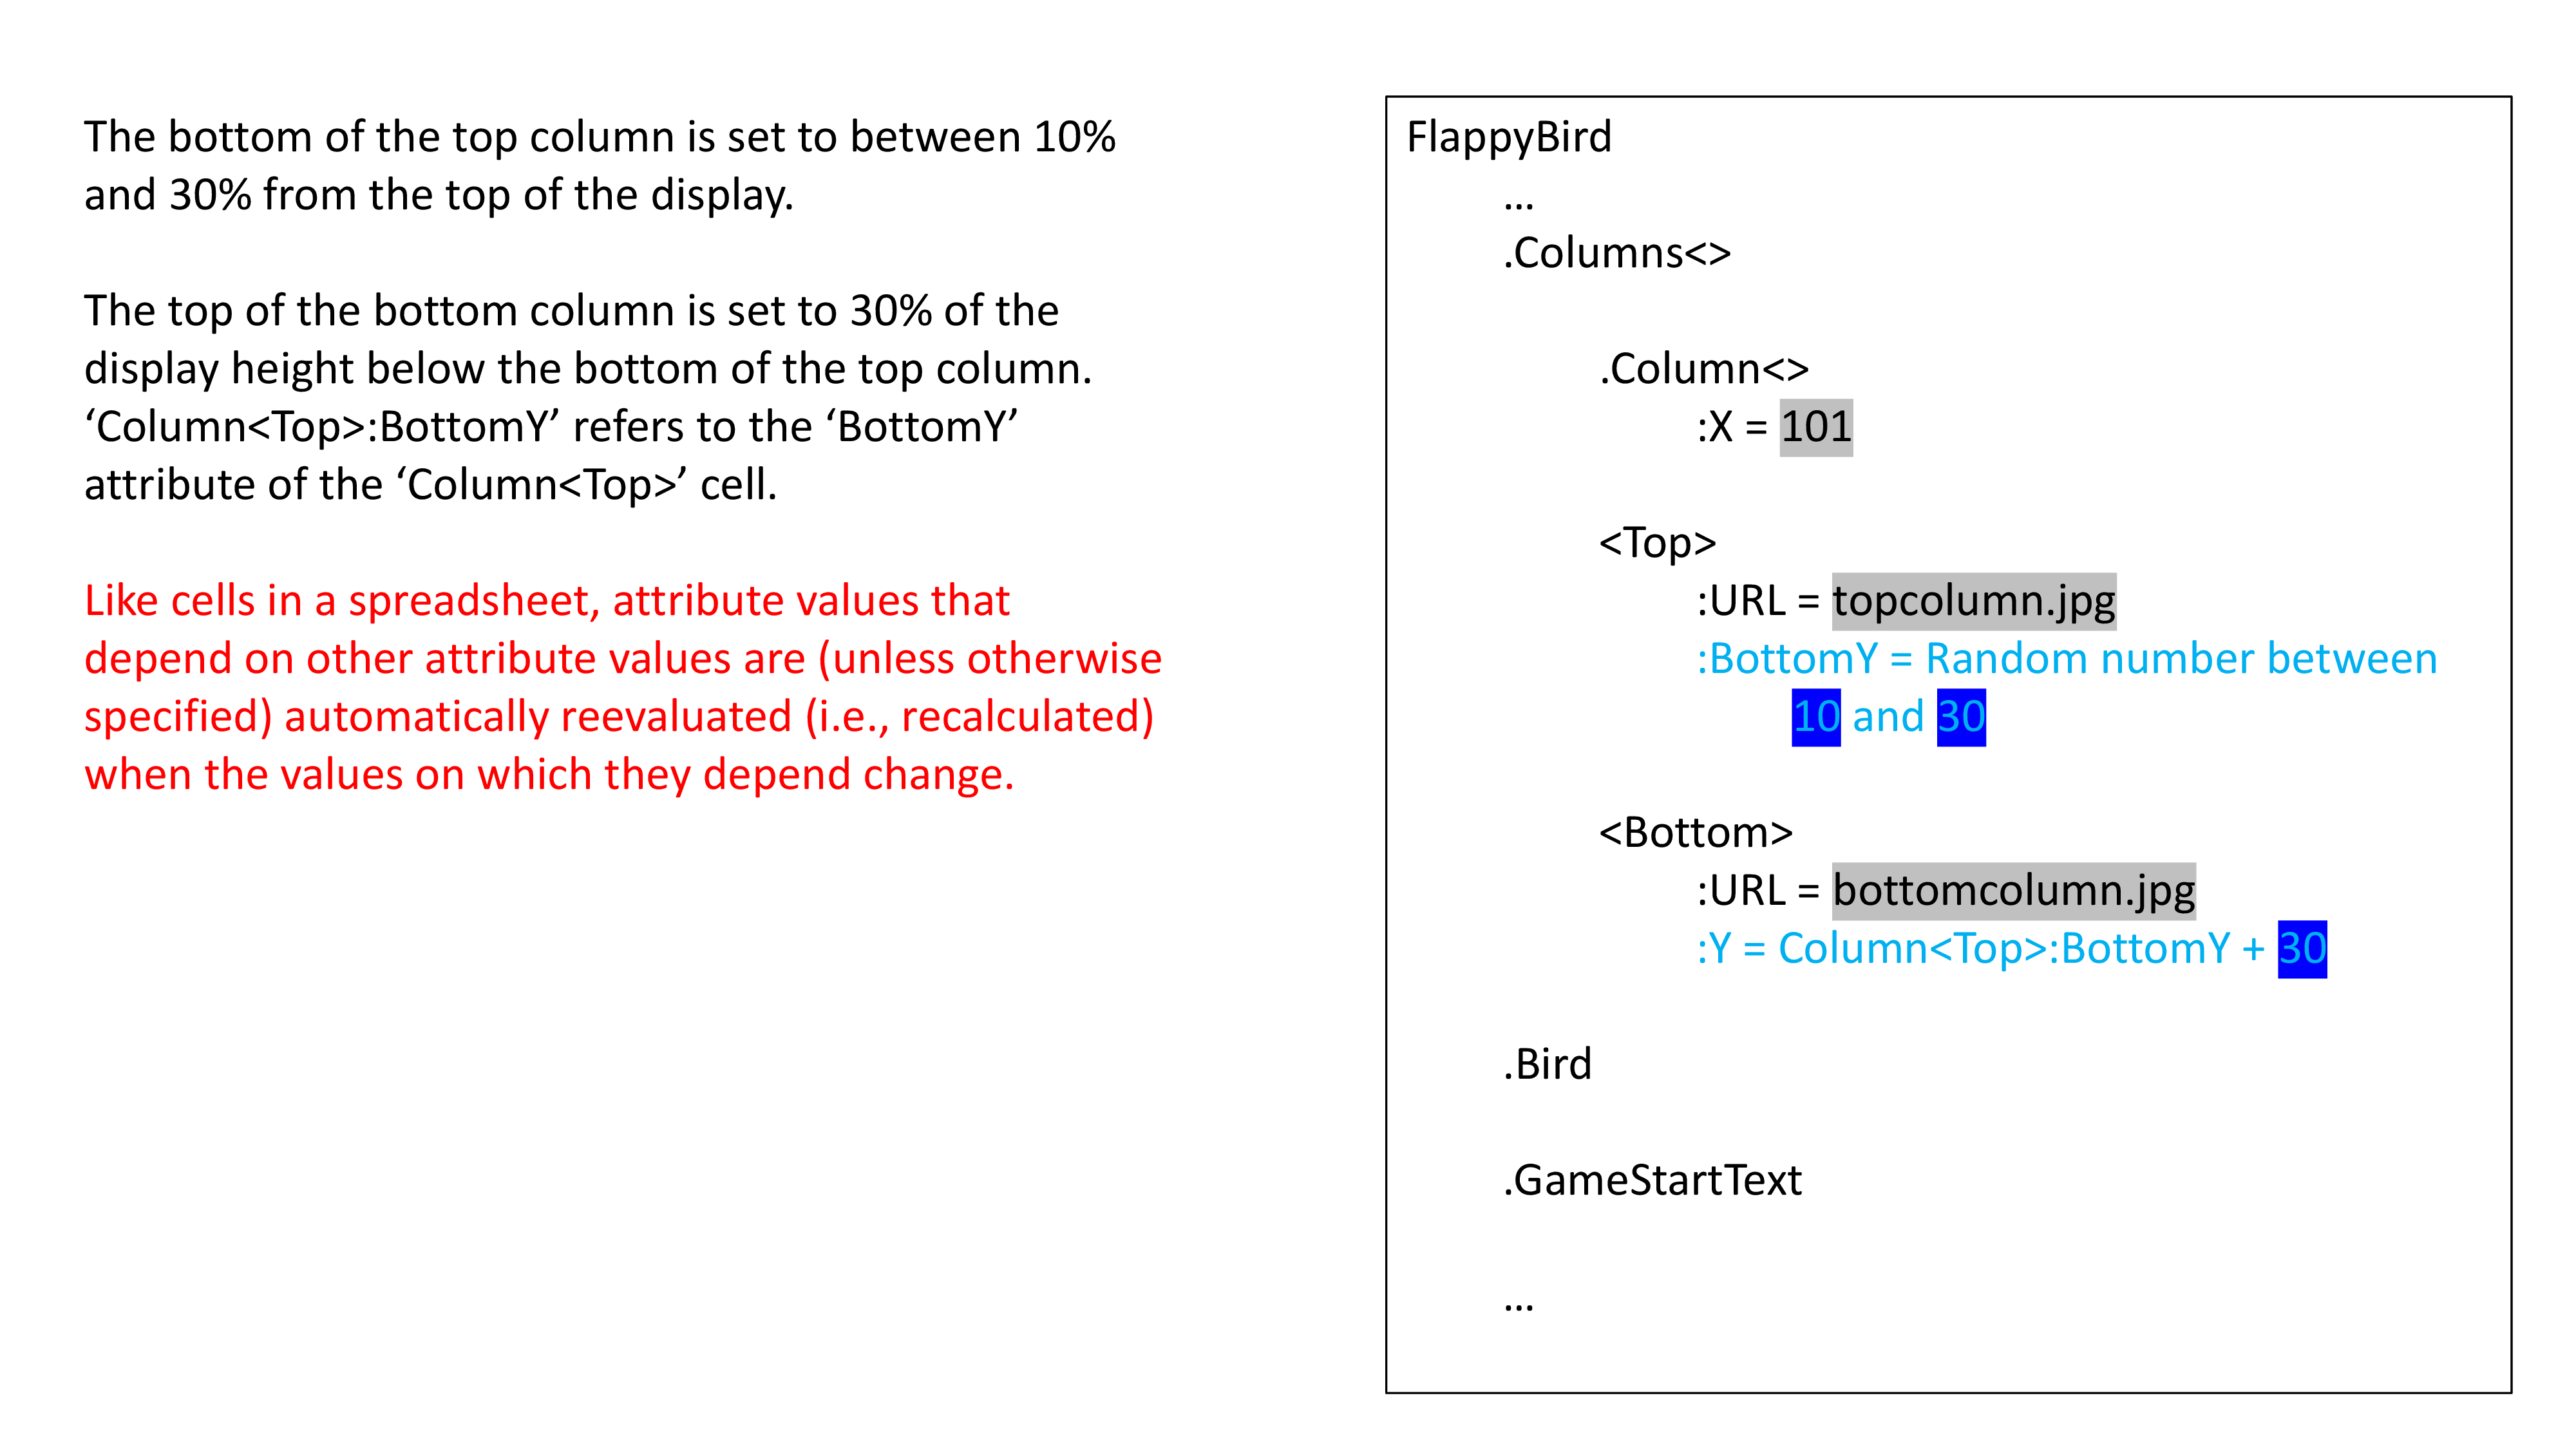 The bottom of the top column is set to between 10%
and 30% from the top of the display.
The top of the bottom column is set to 30% of the
display height below the bottom of the top column.
‘Column<Top>:BottomY’ refers to the ‘BottomY’
attribute of the ‘Column<Top>’ cell.
Like cells in a spreadsheet, attribute values that
depend on other attribute values are (unless otherwise
specified) automatically reevaluated (i.e., recalculated)
when the values on which they depend change.
FlappyBird
...
.Columns<>
.Column<>
:X = 101
<Top>
:URL = topcolumn.jpg
:BottomY = Random number between
10 and 30
<Bottom>
:URL = bottomcolumn.jpg
:Y = Column<Top>:BottomY + 30
.Bird
.GameStartText
...